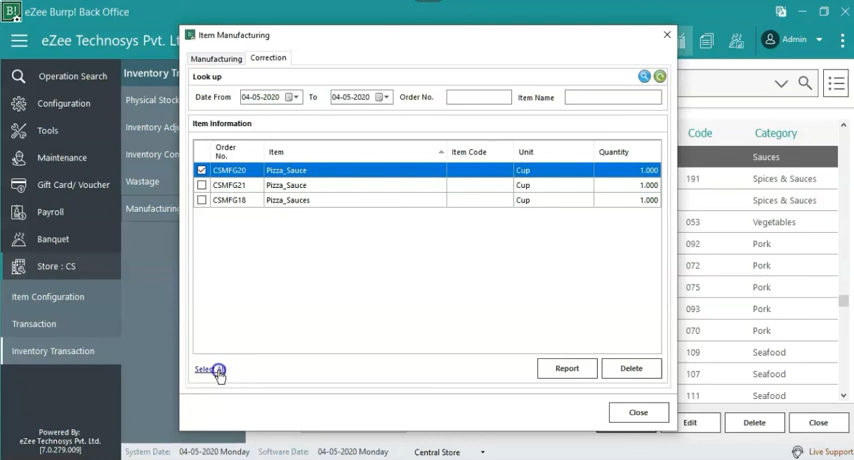 eZee Burrp! Back Office
eZee Technosys Pvt. Lt
Admin
Operation Search
Configuration
Tools
Maintenance
Gift Card/ Voucher
Payroll
Banquet
Store : CS
Item Configuration
Transaction
Inventory Transaction
Powered By:
eZee Technosys Pvt. Ltd.
[7.0.279.009]
Inventory Tr
Physical Stock
Inventory Adj
Inventory Con
Wastage
Manufacturing
Item Manufacturing
Manufacturing Correction
Look up
Date From 04-05-2020 To 04-05-2020 Order No. Item Name
Item Information
Order No. Item Item Code Unit Quantity
CSMFG20 Pizza_Sauce Cup 1.000
CSMFG21 Pizza_Sauce Cup 1.000
CSMFG18 Pizza_Sauces Cup 1.000
Select All
Report Delete
Close
Code Category
Sauces
191 Spices & Sauces
Spices & Sauces
053 Vegetables
092 Pork
072 Pork
075 Pork
093 Pork
070 Pork
109 Seafood
107 Seafood
111 Seafood
Edit Delete Close
System Date: 04-05-2020 Monday Software Date: 04-05-2020 Monday Central Store Live Support